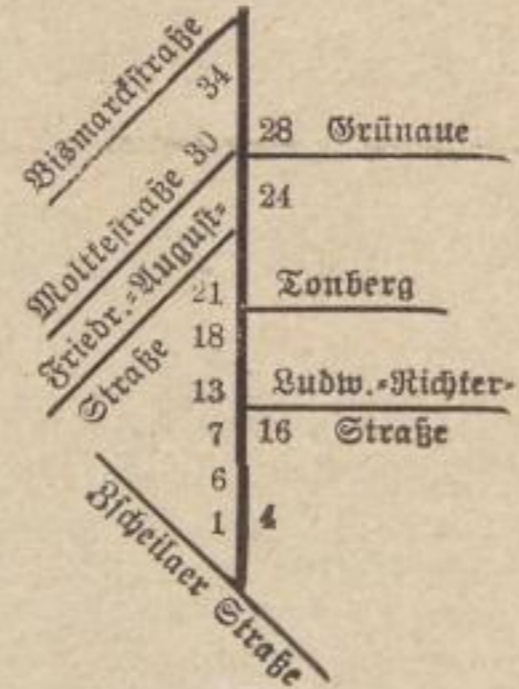 Bismarckstraße
34
Moltkestraße 30
28 Grünaue
24
Friedr.=August=
Straße
21
Tonberg
18
13
Ludw.=Richter=
Straße
7
16
6
1
4
Zscheilaer Straße